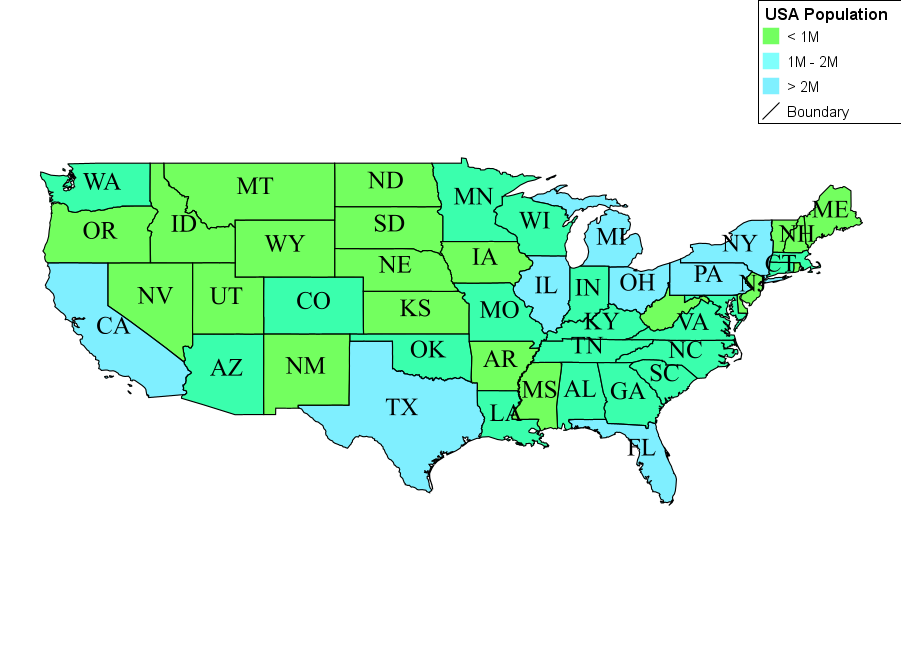 USA Population
< 1M
1M - 2M
> 2M
Boundary
WA
MT
ND
MN
ME
OR
ID
SD
WI
MI
NY
NH
WY
IA
CT
NE
PA
NV
UT
CO
KS
MO
IL
IN
OH
CA
KY
VA
AZ
NM
OK
AR
TN
NC
SC
TX
MS
AL
GA
LA
FL